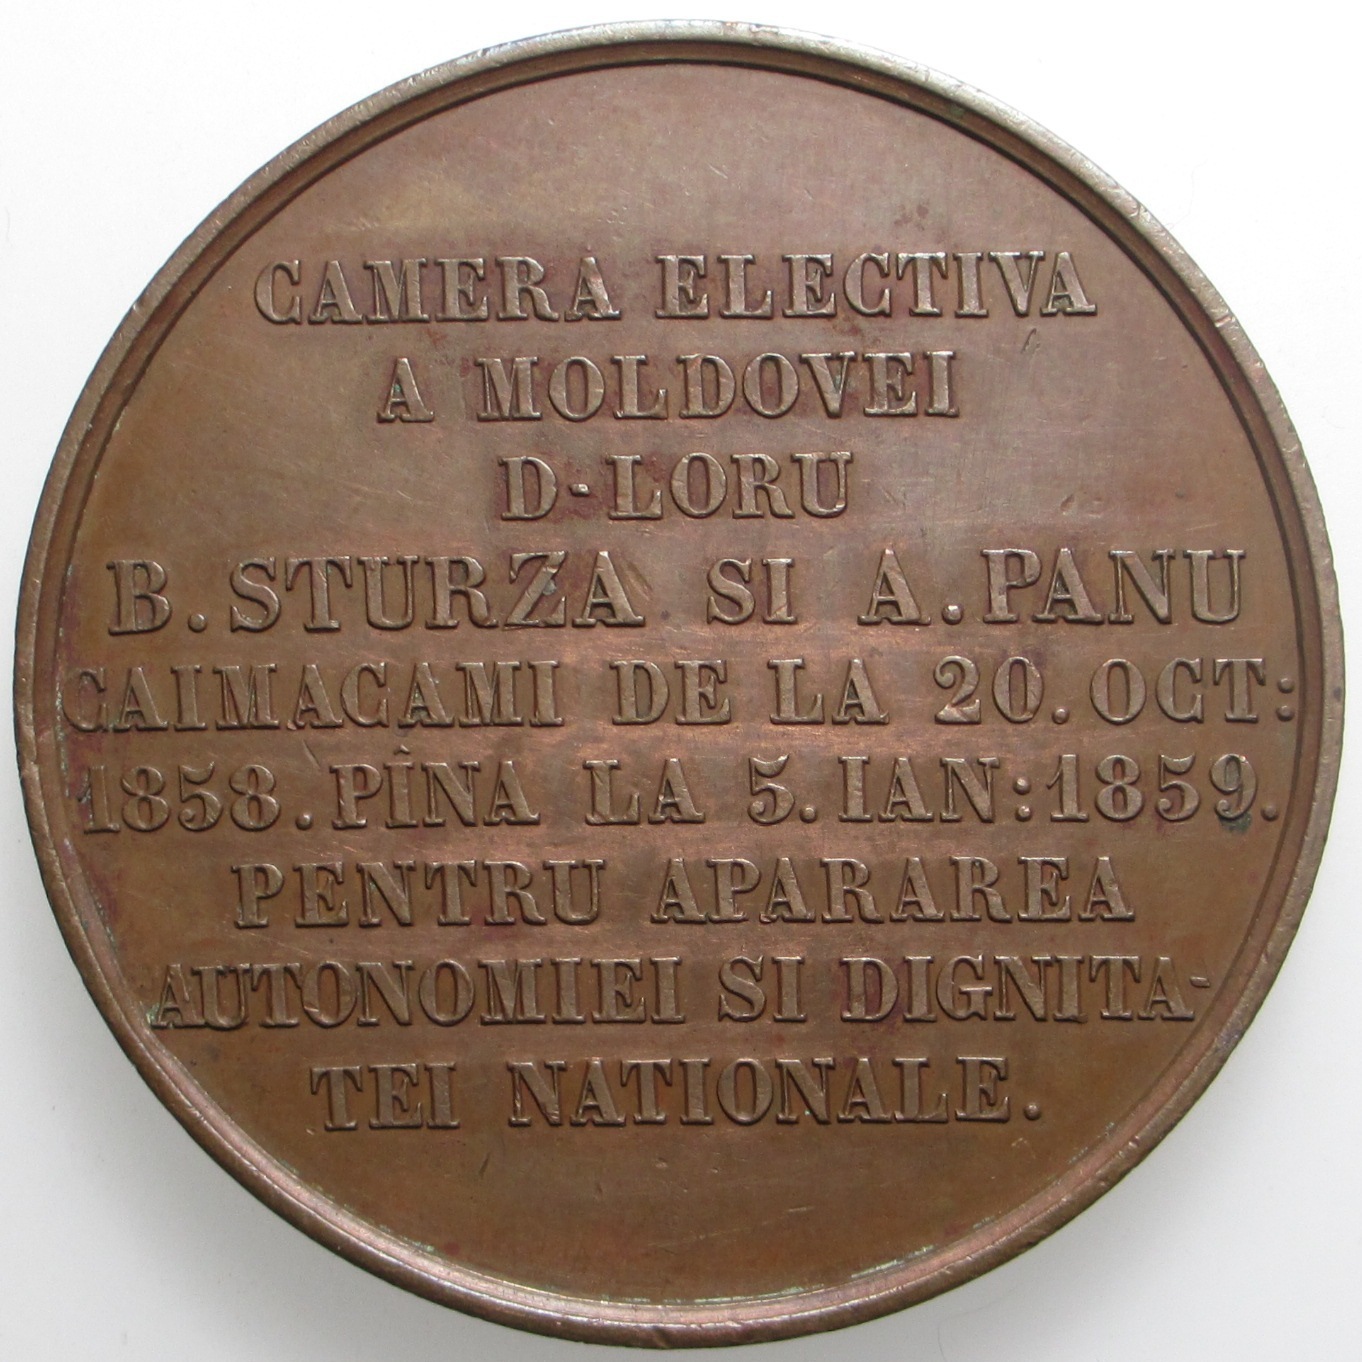 CAMERA ELECTIVA
A MOLDOVEI
D-LORU
B. STURZA SI A. PANU
CAIMACAMI DE LA 20. OCT:
1858. PÎNA LA 5. IAN: 1859.
PENTRU APARAREA
AUTONOMIEI SI DIGNITA-
TEI NATIONALE.